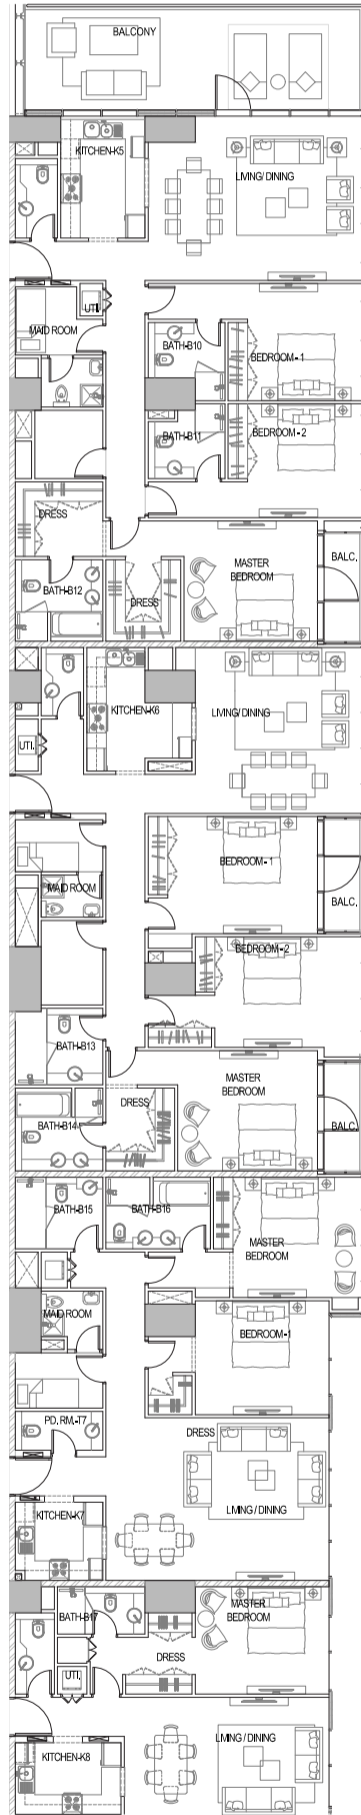 BALCONY
KITCHEN-K5
LIVING/ DINING
UTI.
MAID ROOM
BATH-B10
BEDROOM - 1
BATH-B11
BEDROOM - 2
DRESS
MASTER
BEDROOM
BALC.
BATH-B12
DRESS
KITCHEN-K6
LIVING/ DINING
UTI.
BEDROOM - 1
MAID ROOM
BALC.
BEDROOM-2
BATH-B13
MASTER
BEDROOM
DRESS
BATH-B14
BALC.
BATH-B15
BATH-B16
MASTER
BEDROOM
MAID ROOM
BEDROOM-1
PD. RM.-T7
DRESS
KITCHEN-K7
LIVING / DINING
BATH-B17
MASTER
BEDROOM
DRESS
UTI.
LIVING / DINING
KITCHEN-K8